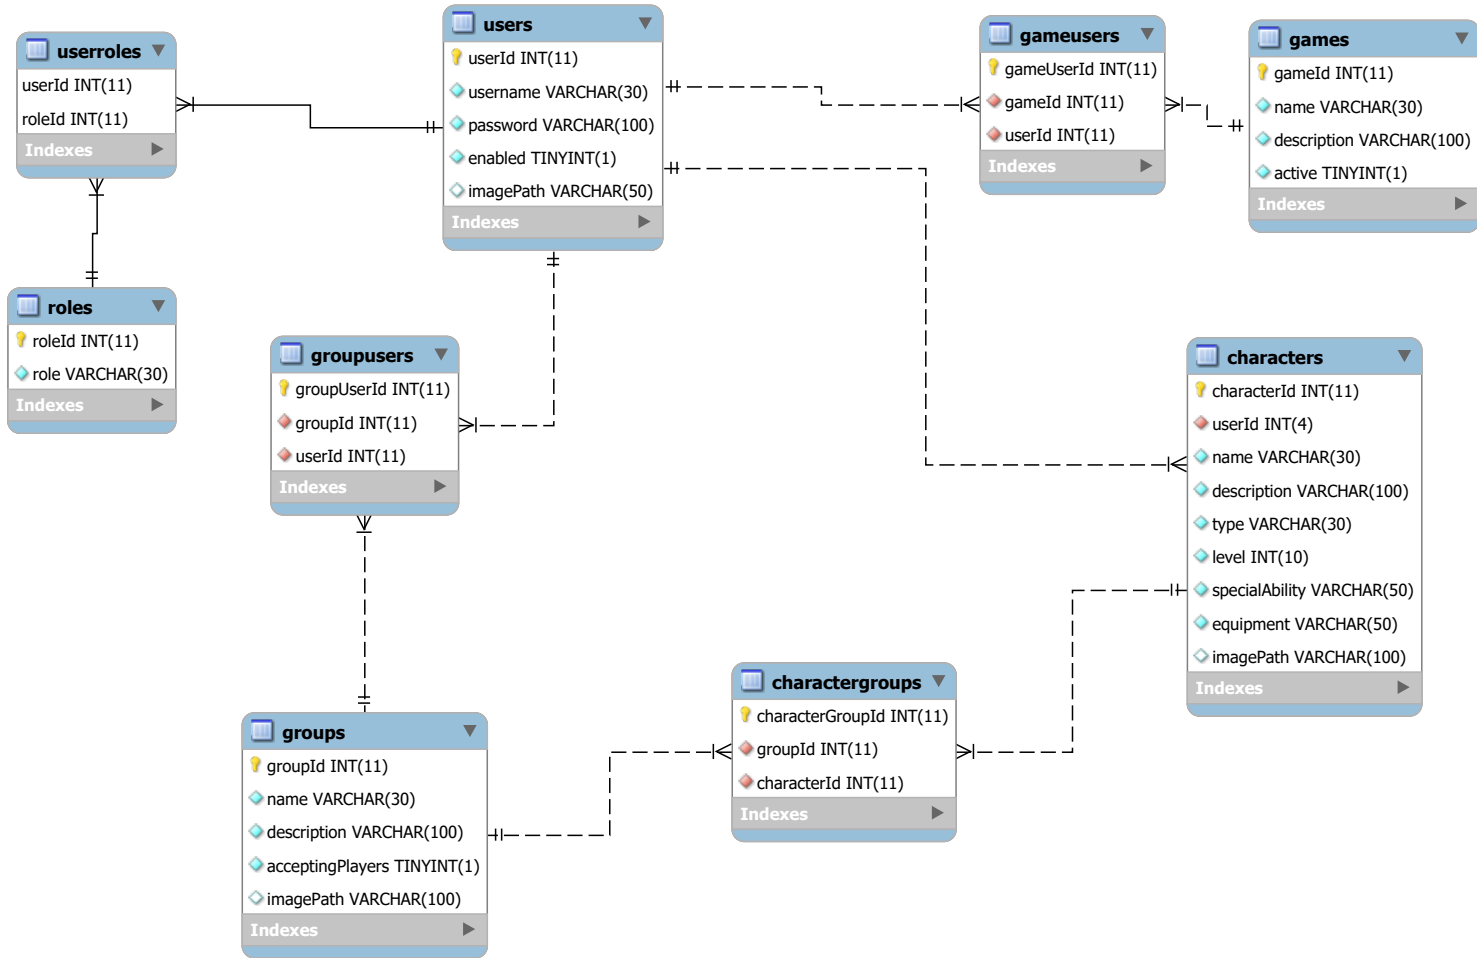 userroles
userId INT(11)
roleId INT(11)
Indexes
users
userId INT(11)
username VARCHAR(30)
password VARCHAR(100)
enabled TINYINT(1)
imagePath VARCHAR(50)
Indexes
gameusers
gameUserId INT(11)
gameId INT(11)
userId INT(11)
Indexes
games
gameId INT(11)
name VARCHAR(30)
description VARCHAR(100)
active TINYINT(1)
Indexes
roles
roleId INT(11)
role VARCHAR(30)
Indexes
groupusers
groupUserId INT(11)
groupId INT(11)
userId INT(11)
Indexes
characters
characterId INT(11)
userId INT(4)
name VARCHAR(30)
description VARCHAR(100)
type VARCHAR(30)
level INT(10)
specialAbility VARCHAR(50)
equipment VARCHAR(50)
imagePath VARCHAR(100)
Indexes
groups
groupId INT(11)
name VARCHAR(30)
description VARCHAR(100)
acceptingPlayers TINYINT(1)
imagePath VARCHAR(100)
Indexes
charactergroups
characterGroupId INT(11)
groupId INT(11)
characterId INT(11)
Indexes